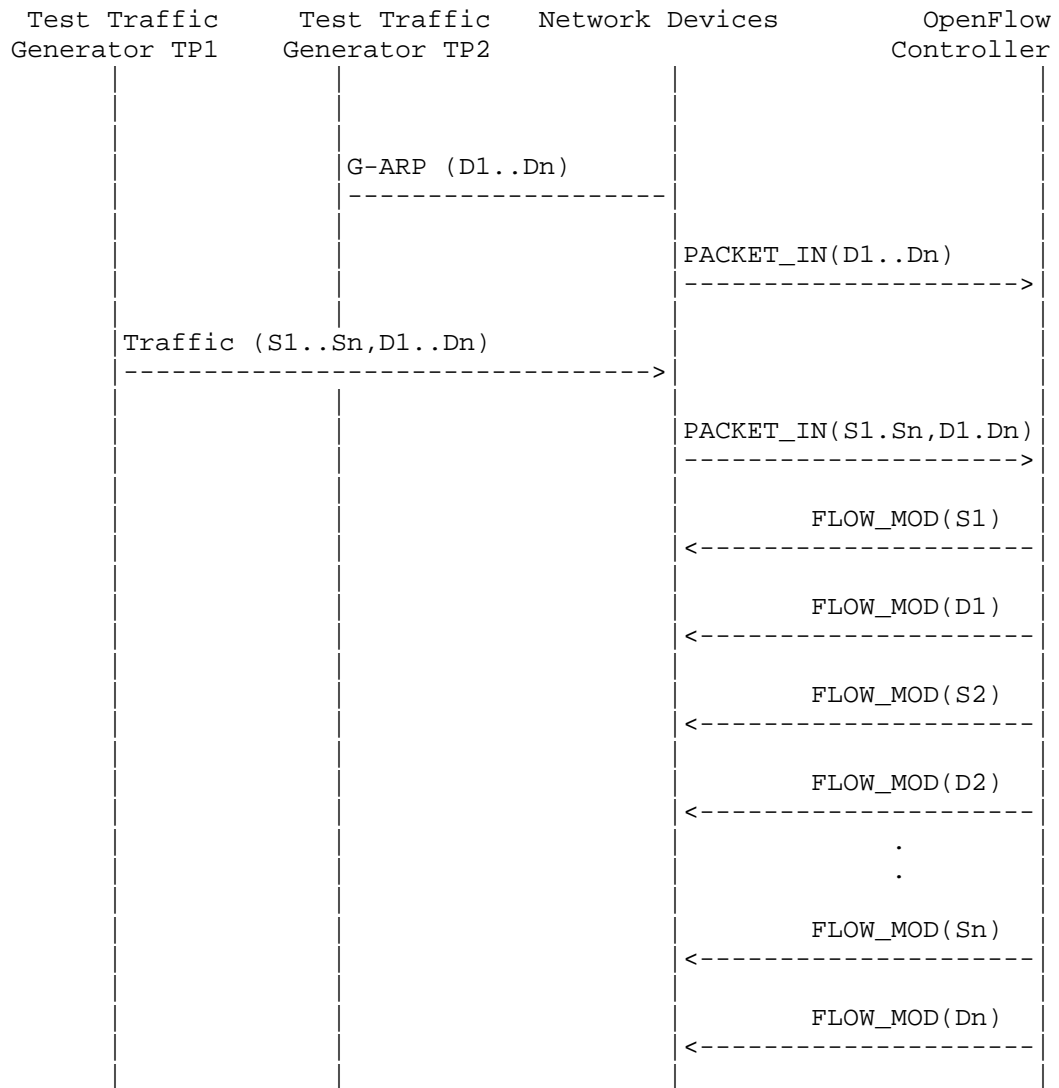 Test Traffic Test Traffic Network Devices OpenFlow
Generator TP1 Generator TP2 Controller
G-ARP (D1..Dn)
PACKET_IN(D1..Dn)
Traffic (S1..Sn,D1..Dn)
PACKET_IN(S1.Sn,D1.Dn)
FLOW_MOD(S1)
FLOW_MOD(D1)
FLOW_MOD(S2)
FLOW_MOD(D2)
.
.
FLOW_MOD(Sn)
FLOW_MOD(Dn)